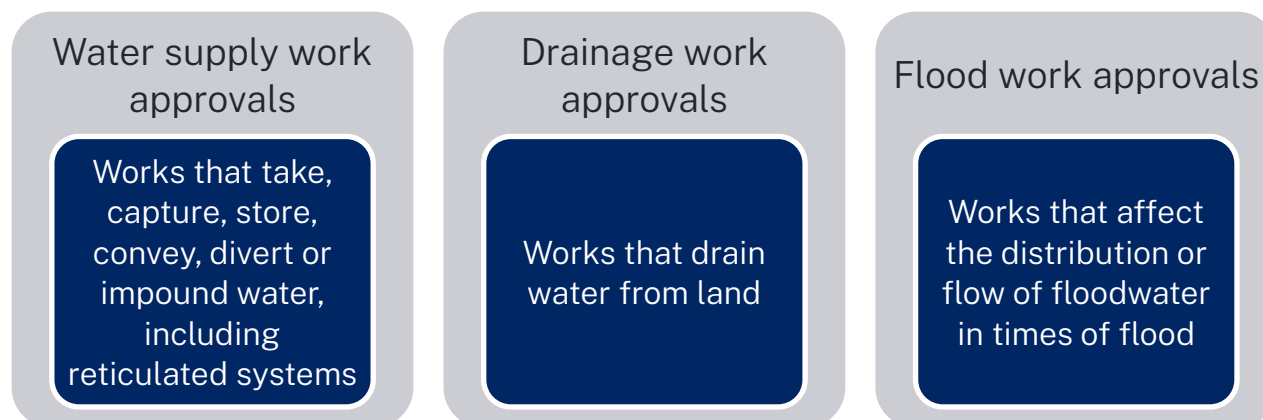 Water supply work
approvals
Works that take,
capture, store,
convey, divert or
impound water,
including
reticulated systems
Drainage work
approvals
Works that drain
water from land
Flood work approvals
Works that affect
the distribution or
flow of floodwater
in times of flood